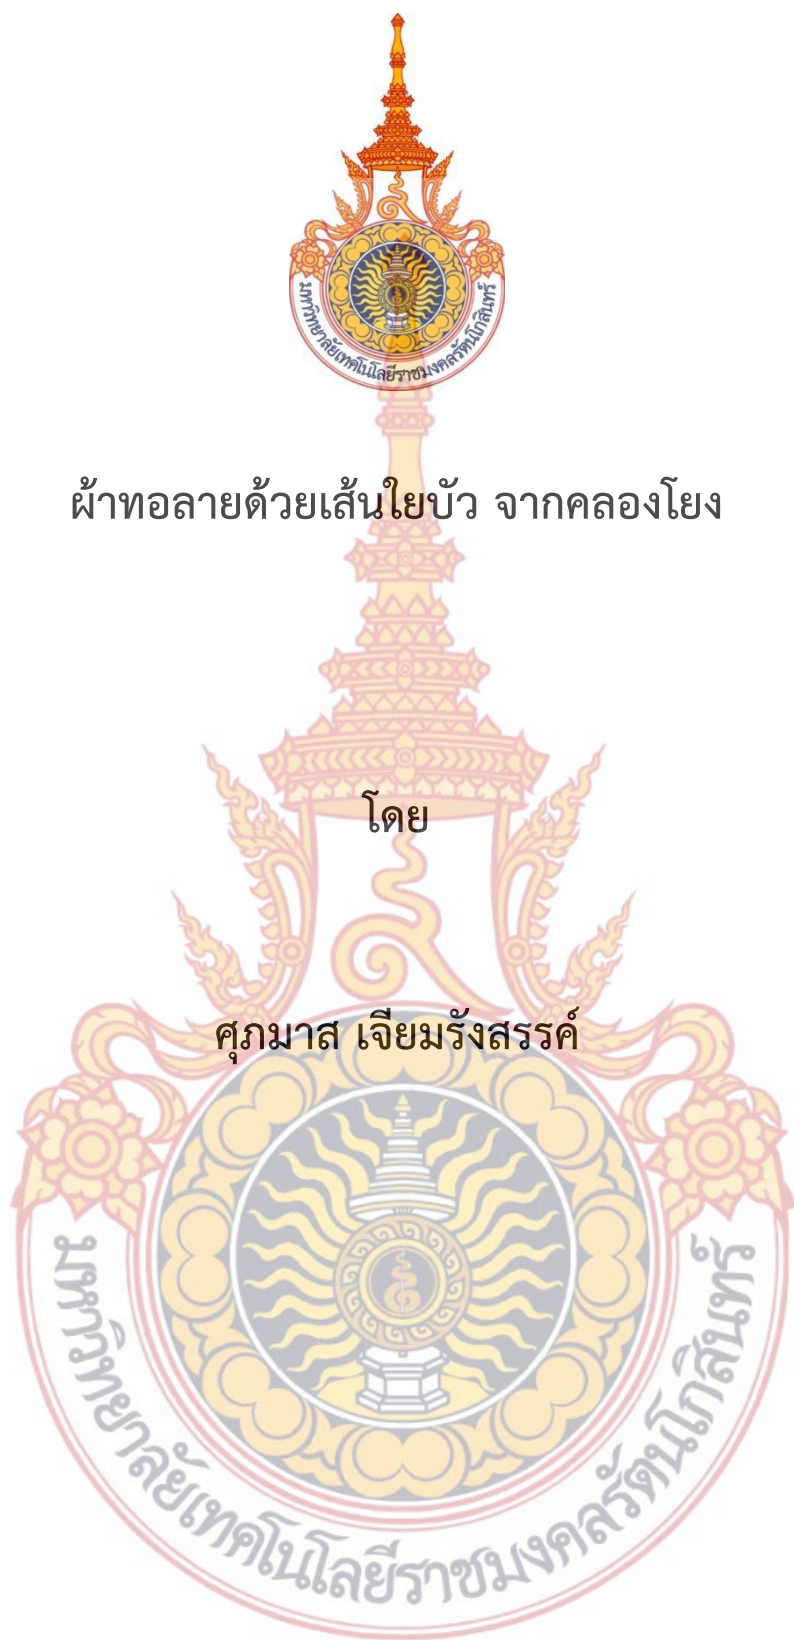 มหาวิทยาลัยเทคโนโลยีราชมงคลรัตนโกสินทร์
ผ้าทอลายด้วยเส้นใยบัว จากคลองโยง
โดย
ศุภมาส เจียมรังสรรค์
มหาวิทยาลัยเทคโนโลยีราชมงคลรัตนโกสินทร์